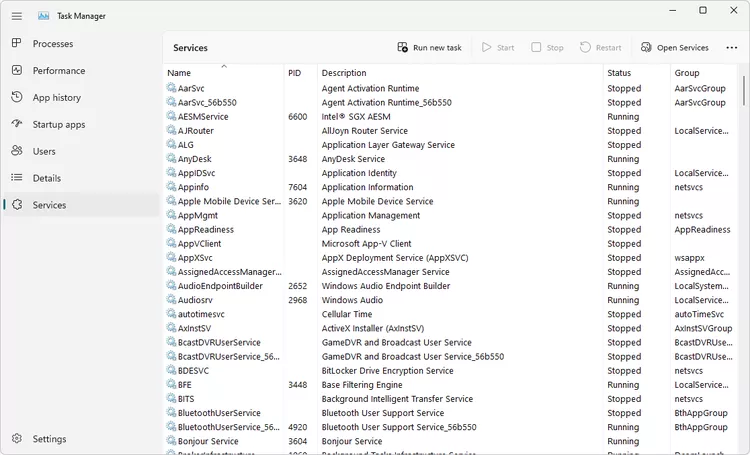 Task Manager
Processes
Performance
App history
Startup apps
Users
Details
Services
Settings
Services Run new task Start Stop Restart Open Services
Name PID Description Status Group
AarSvc Agent Activation Runtime Stopped AarSvcGroup
AarSvc_56b550 Agent Activation Runtime_56b550 Stopped AarSvcGroup
AESMService 6600 Intel® SGX AESM Running
AJRouter AllJoyn Router Service Stopped LocalService...
ALG Application Layer Gateway Service Stopped
AnyDesk 3648 AnyDesk Service Running
AppIDSvc Application Identity Stopped LocalService...
Appinfo 7604 Application Information Running netsvcs
Apple Mobile Device Ser... 3620 Apple Mobile Device Service Running
AppMgmt Application Management Stopped netsvcs
AppReadiness App Readiness Stopped AppReadiness
AppVClient Microsoft App-V Client Stopped
AppXSvc AppX Deployment Service (AppXSVC) Stopped wsappx
AssignedAccessManager... AssignedAccessManager Service Stopped AssignedAcc...
AudioEndpointBuilder 2652 Windows Audio Endpoint Builder Running LocalSystem...
Audiosrv 2968 Windows Audio Running LocalService...
autotimesvc Cellular Time Stopped autoTimeSvc
AxInstSV ActiveX Installer (AxInstSV) Stopped AxInstSVGroup
BcastDVRUserService GameDVR and Broadcast User Service Stopped BcastDVRUse...
BcastDVRUserService_56... GameDVR and Broadcast User Service_56b550 Stopped BcastDVRUse...
BDESVC BitLocker Drive Encryption Service Stopped netsvcs
BFE 3448 Base Filtering Engine Running LocalService...
BITS Background Intelligent Transfer Service Stopped netsvcs
BluetoothUserService Bluetooth User Support Service Stopped BthAppGroup
BluetoothUserService_56... 4920 Bluetooth User Support Service_56b550 Running BthAppGroup
Bonjour Service 3604 Bonjour Service Running